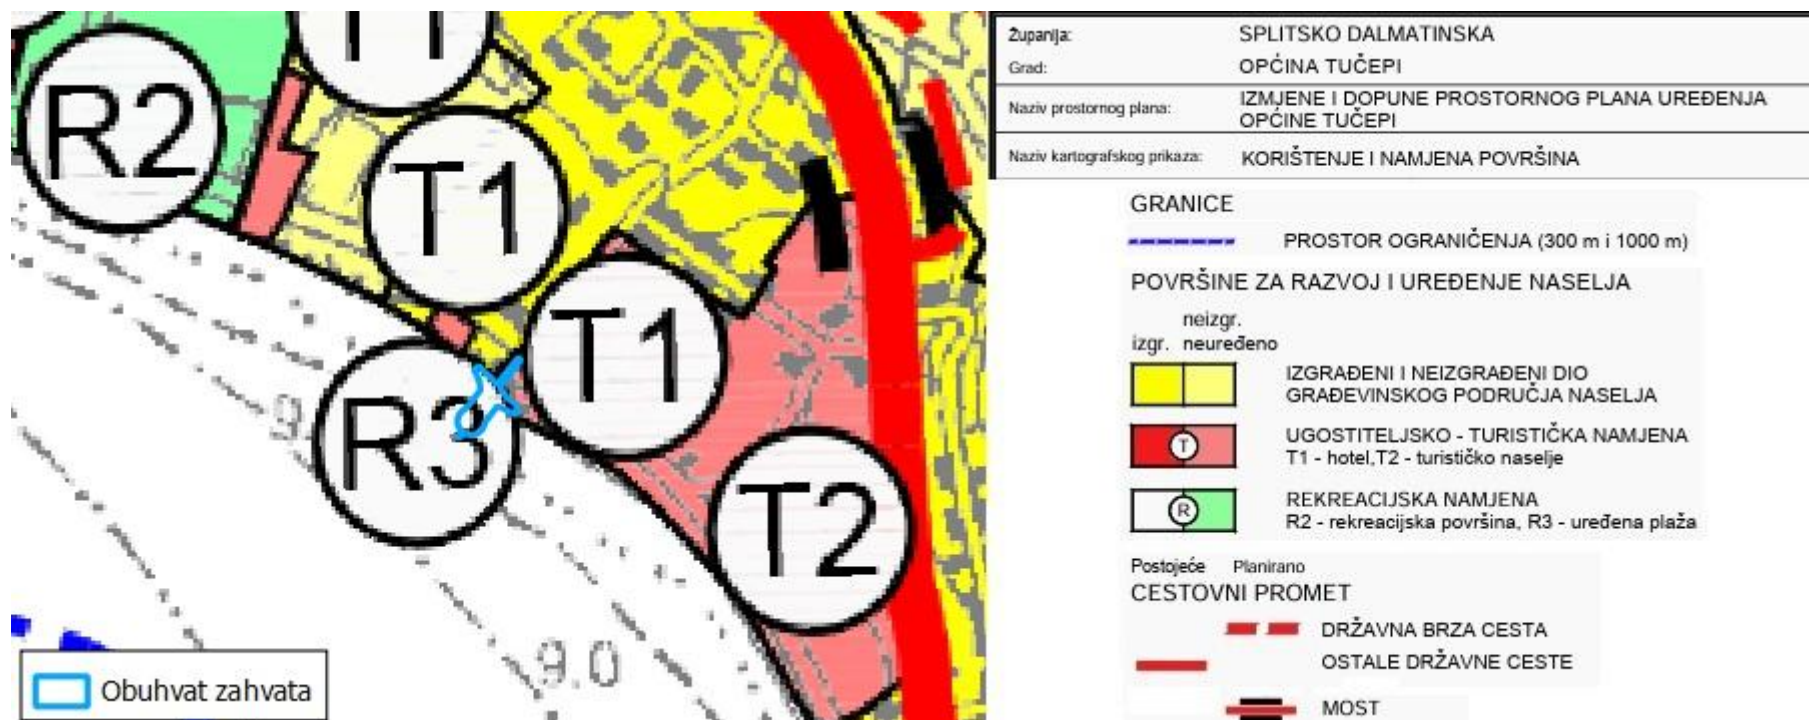 T1
R2
T1
T1
R3
T2
9.0
Obuhvat zahvata
Županija: SPLITSKO DALMATINSKA
Grad: OPĆINA TUČEPI
Naziv prostornog plana: IZMJENE I DOPUNE PROSTORNOG PLANA UREĐENJA
OPĆINE TUČEPI
Naziv kartografskog prikaza: KORIŠTENJE I NAMJENA POVRŠINA
GRANICE
PROSTOR OGRANIČENJA (300 m i 1000 m)
POVRŠINE ZA RAZVOJ I UREĐENJE NASELJA
neizgr.
izgr. neuređeno
IZGRAĐENI I NEIZGRAĐENI DIO
GRAĐEVINSKOG PODRUČJA NASELJA
T
UGOSTITELJSKO - TURISTIČKA NAMJENA
T1 - hotel,T2 - turističko naselje
R
REKREACIJSKA NAMJENA
R2 - rekreacijska površina, R3 - uređena plaža
Postojeće Planirano
CESTOVNI PROMET
DRŽAVNA BRZA CESTA
OSTALE DRŽAVNE CESTE
MOST